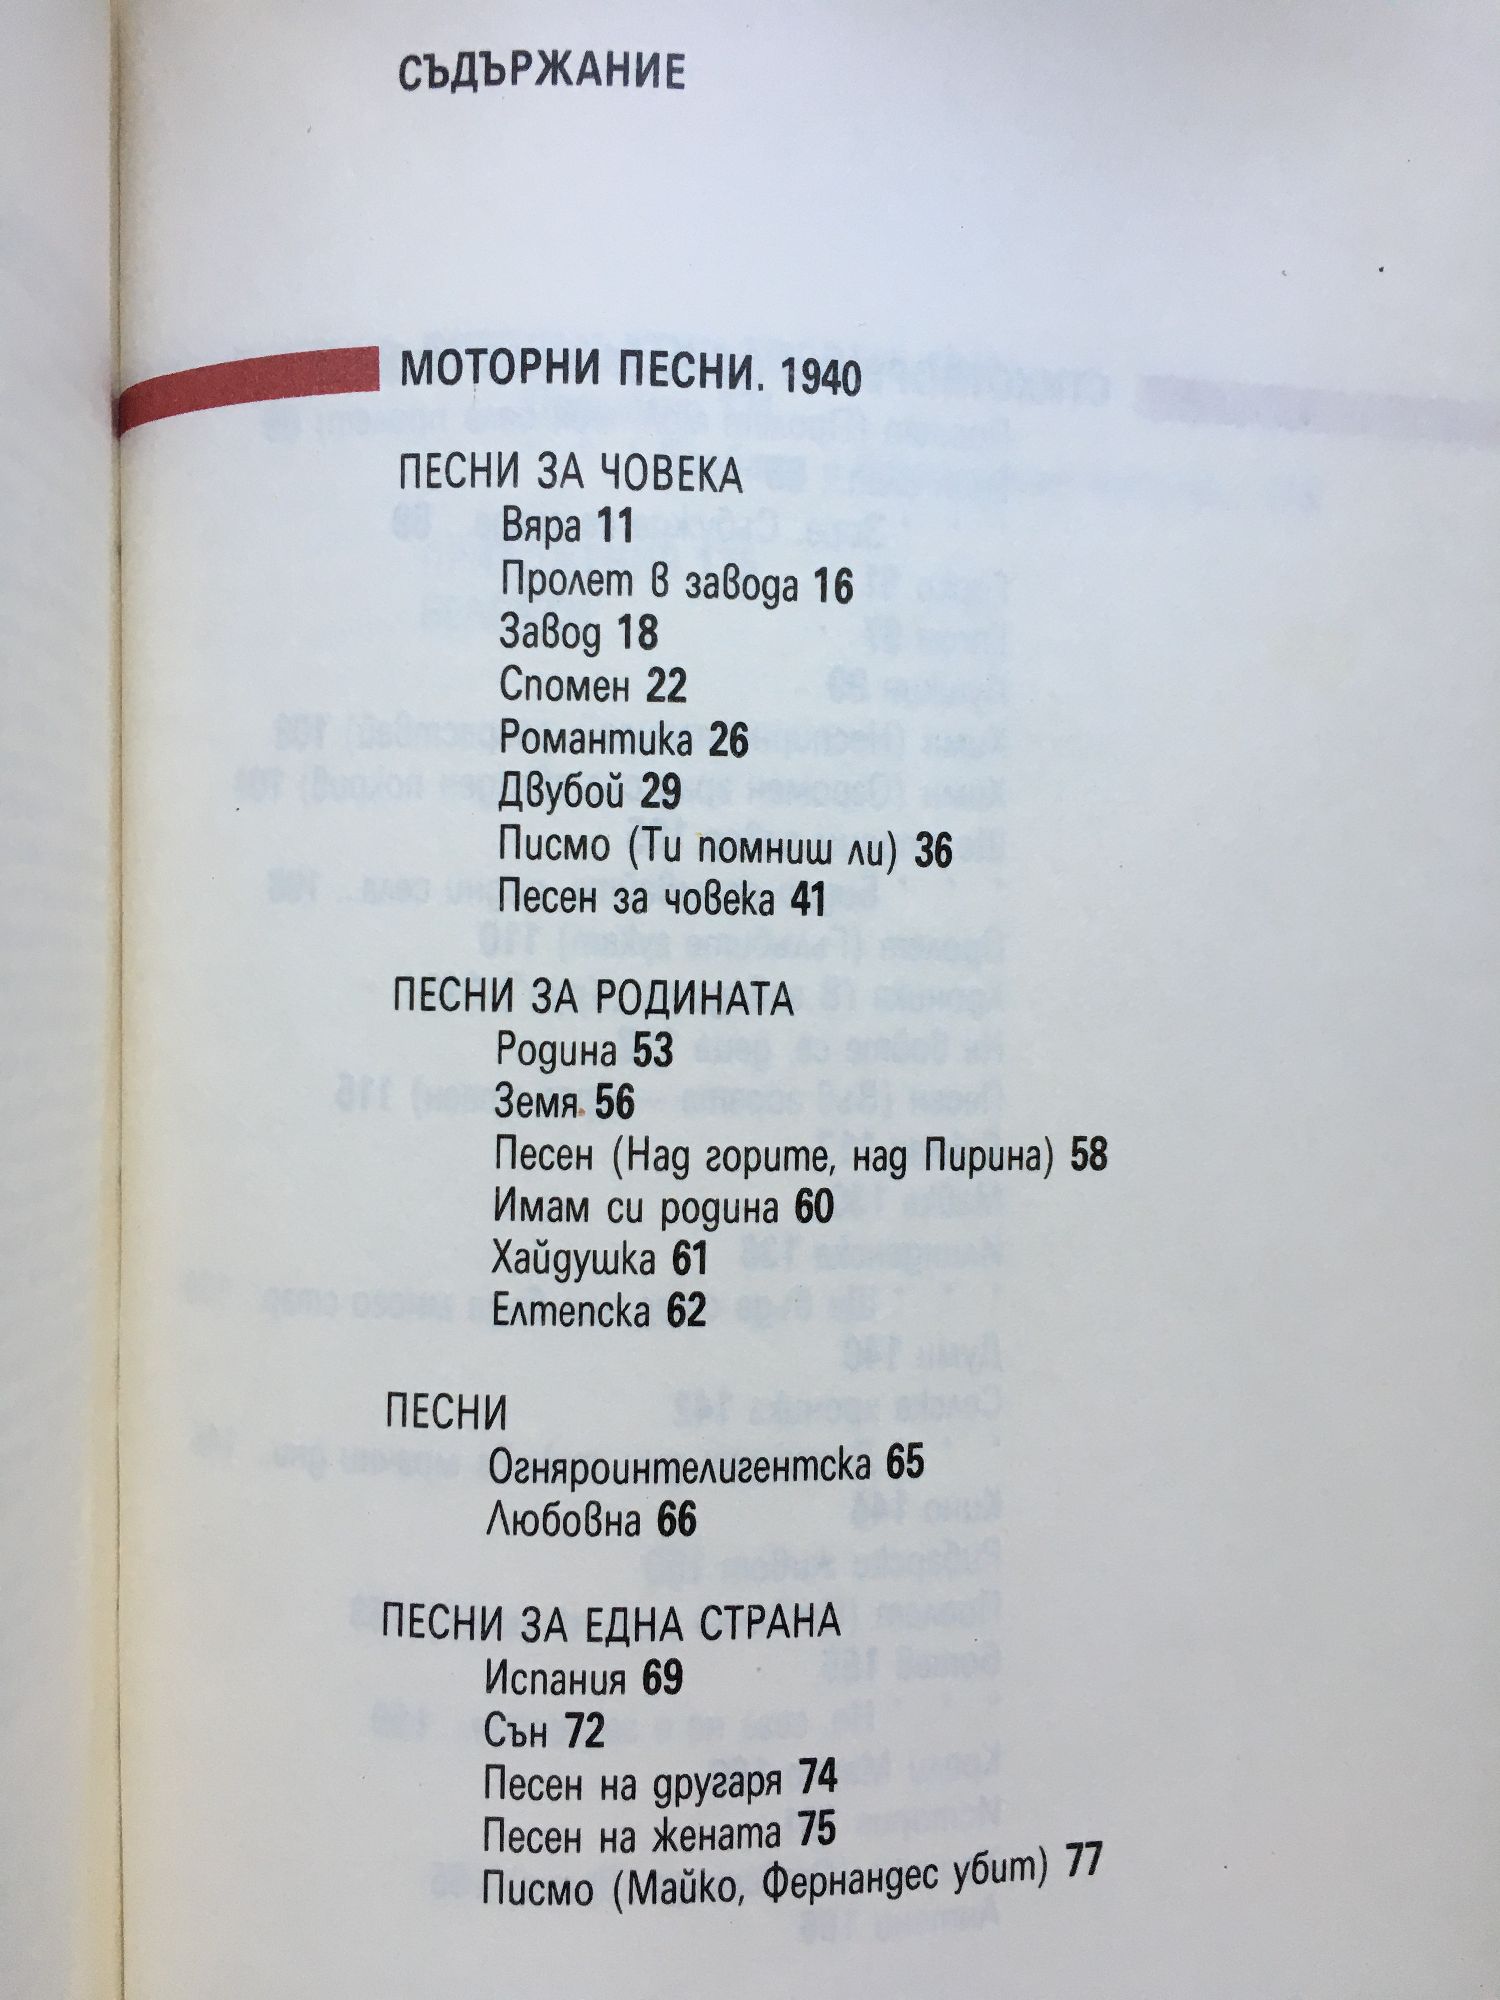 СЪДЪРЖАНИЕ
МОТОРНИ ПЕСНИ. 1940
ПЕСНИ ЗА ЧОВЕКА
Вяра 11
Пролет в завода 16
Завод 18
Спомен 22
Романтика 26
Двубой 29
Писмо (Ти помниш ли) 36
Песен за човека 41
ПЕСНИ ЗА РОДИНАТА
Родина 53
Земя 56
Песен (Над горите, над Пирина) 58
Имам си родина 60
Хайдушка 61
Елтепска 62
ПЕСНИ
Огняроинтелигентска 65
Любовна 66
ПЕСНИ ЗА ЕДНА СТРАНА
Испания 69
Сън 72
Песен на другаря 74
Песен на жената 75
Писмо (Майко, Фернандес убит) 77